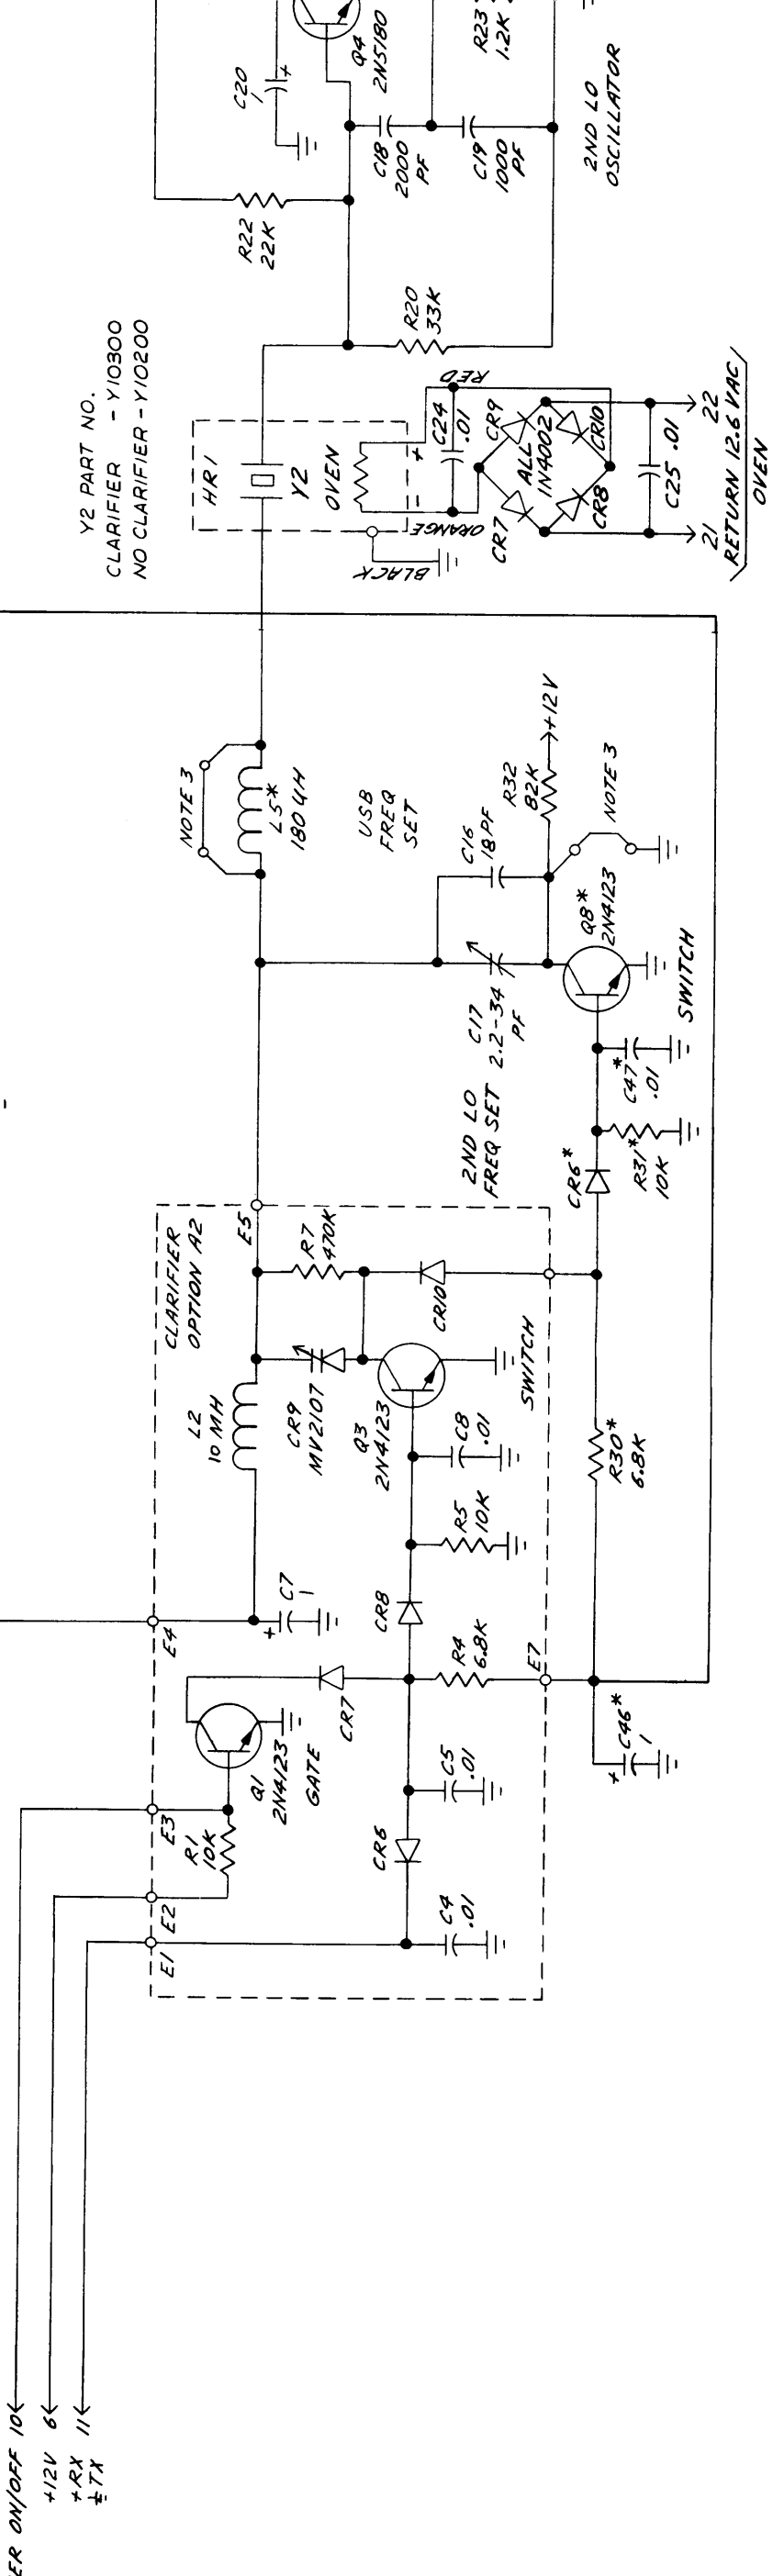 ER ON/OFF 10
+12V 6
+RX 11
⏚TX
E1
E2
E3
E4
R1
10K
Q1
2N4123
GATE
CR7
CR6
C4
.01
C5
.01
R4
6.8K
E7
CR8
R5
10K
C8
.01
C7
1
+
L2
10 MH
CR9
MV2107
Q3
2N4123
SWITCH
R7
470K
CR10
CLARIFIER
OPTION A2
E5
C46*
1
+
R30*
6.8K
CR6*
R31*
10K
C47*
.01
Q8*
2N4123
SWITCH
2ND LO
FREQ SET
C17
2.2-34
PF
C16
18PF
USB
FREQ
SET
R32
82K
+12V
NOTE 3
NOTE 3
L5*
180 UH
Y2 PART NO.
CLARIFIER - Y10300
NO CLARIFIER - Y10200
HR1
Y2
OVEN
- +
BLACK
ORANGE
RED
C24
.01
CR7
CR9
ALL
1N4002
CR8
CR10
C25 .01
21 22
RETURN 12.6 VAC
OVEN
R20
33K
R22
22K
C18
2000
PF
C19
1000
PF
C20
1
+
Q4
2N5180
R23
1.2K
2ND LO
OSCILLATOR